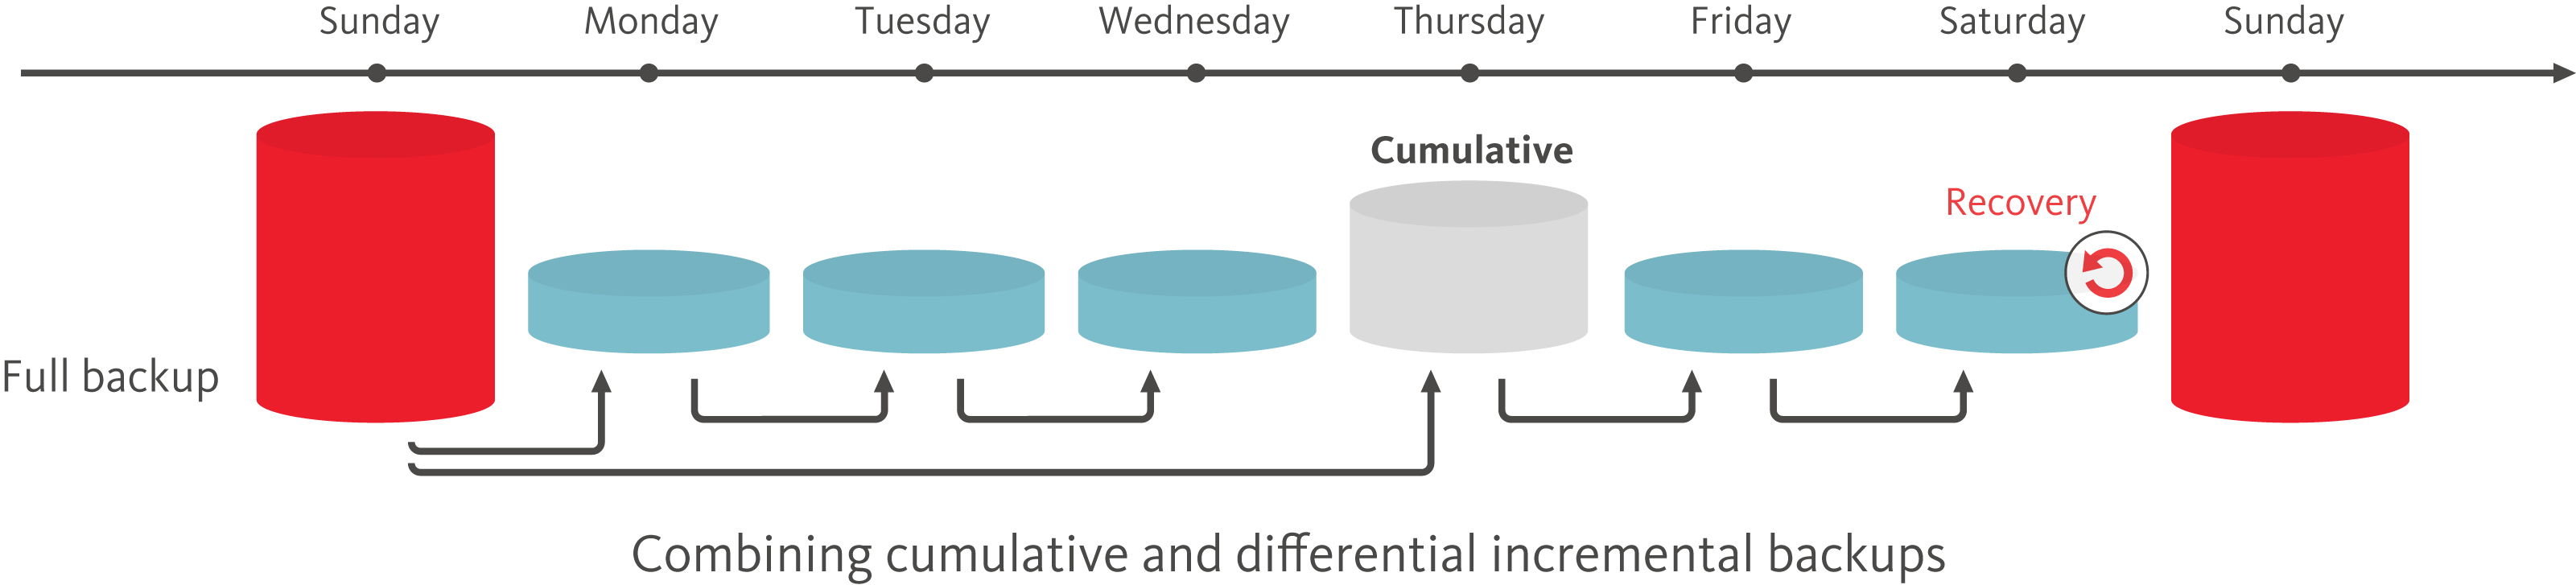 Sunday Monday Tuesday Wednesday Thursday Friday Saturday Sunday
Cumulative
Recovery
Full backup
Combining cumulative and differential incremental backups